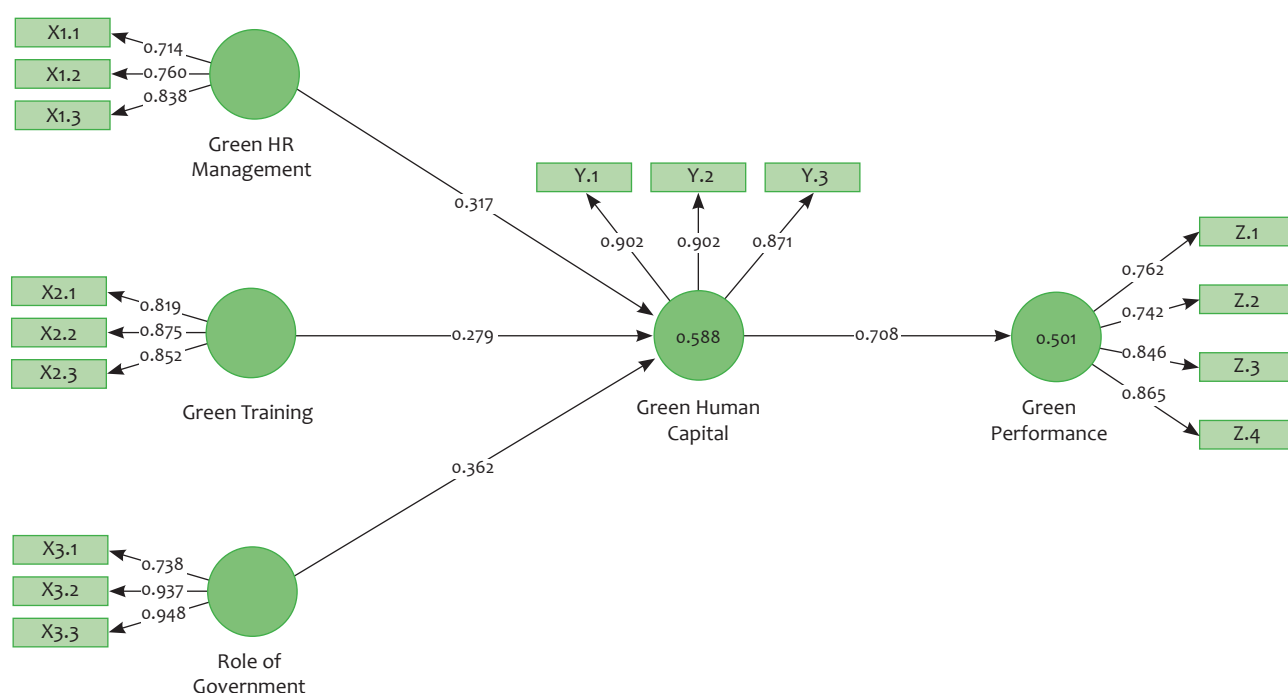 X1.1
X1.2
X1.3
0.714
0.760
0.838
Green HR
Management
0.317
X2.1
X2.2
X2.3
0.819
0.875
0.852
Green Training
0.279
X3.1
X3.2
X3.3
0.738
0.937
0.948
Role of
Government
0.362
Y.1
Y.2
Y.3
0.902
0.902
0.871
0.588
Green Human
Capital
0.708
0.501
Green
Performance
0.762
0.742
0.846
0.865
Z.1
Z.2
Z.3
Z.4